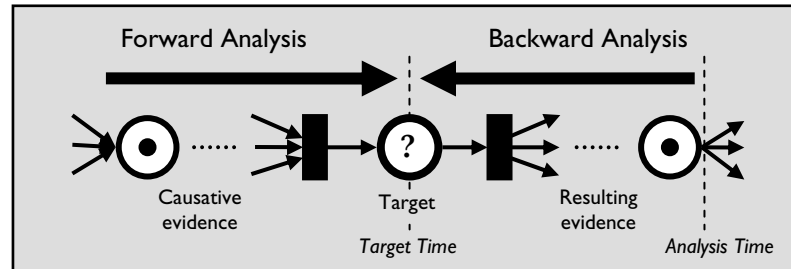 Forward Analysis
Backward Analysis
?
Causative
evidence
Target
Resulting
evidence
Target Time
Analysis Time